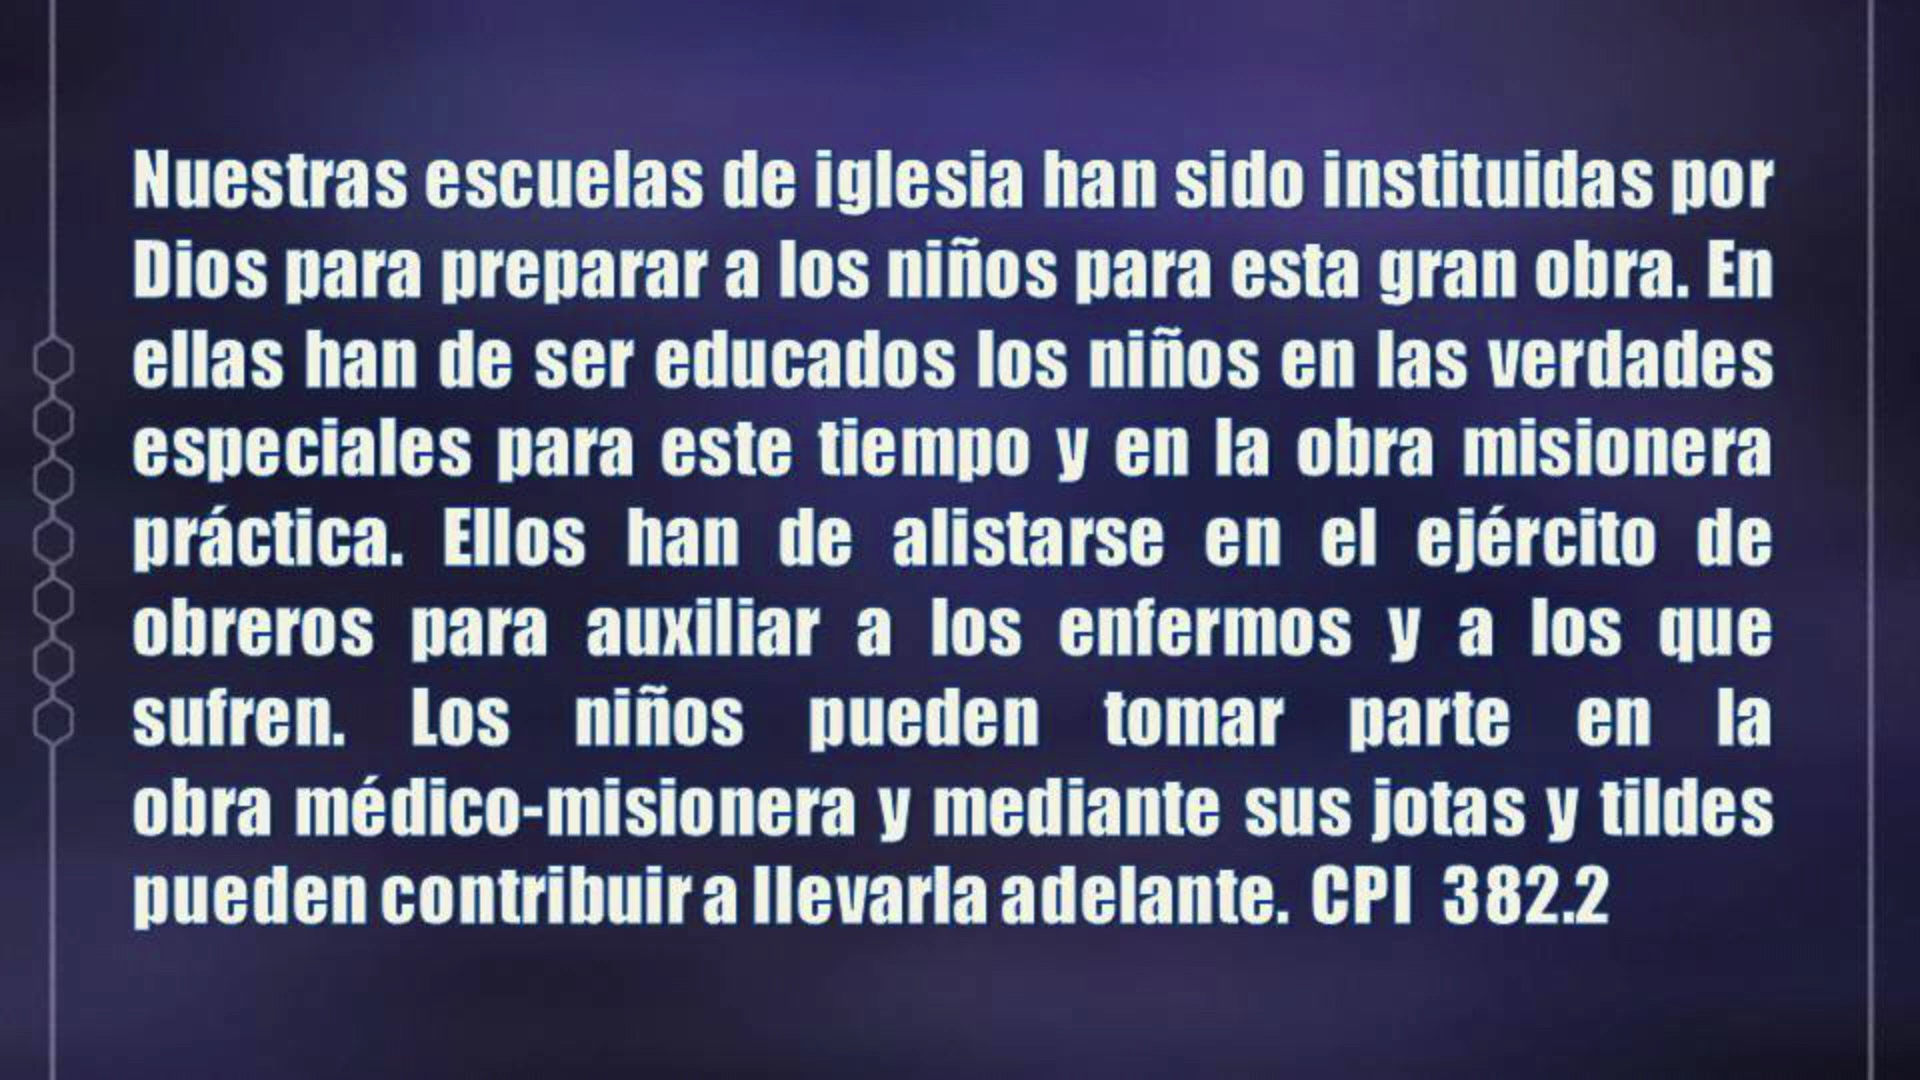 Nuestras escuelas de iglesia han sido instituidas por
Dios para preparar a los niños para esta gran obra. En
ellas han de ser educados los niños en las verdades
especiales para este tiempo y en la obra misionera
práctica. Ellos han de alistarse en el ejército de
obreros para auxiliar a los enfermos y a los que
sufren. Los niños pueden tomar parte en la
obra médico-misionera y mediante sus jotas y tildes
pueden contribuir a llevarla adelante. CPI 382.2